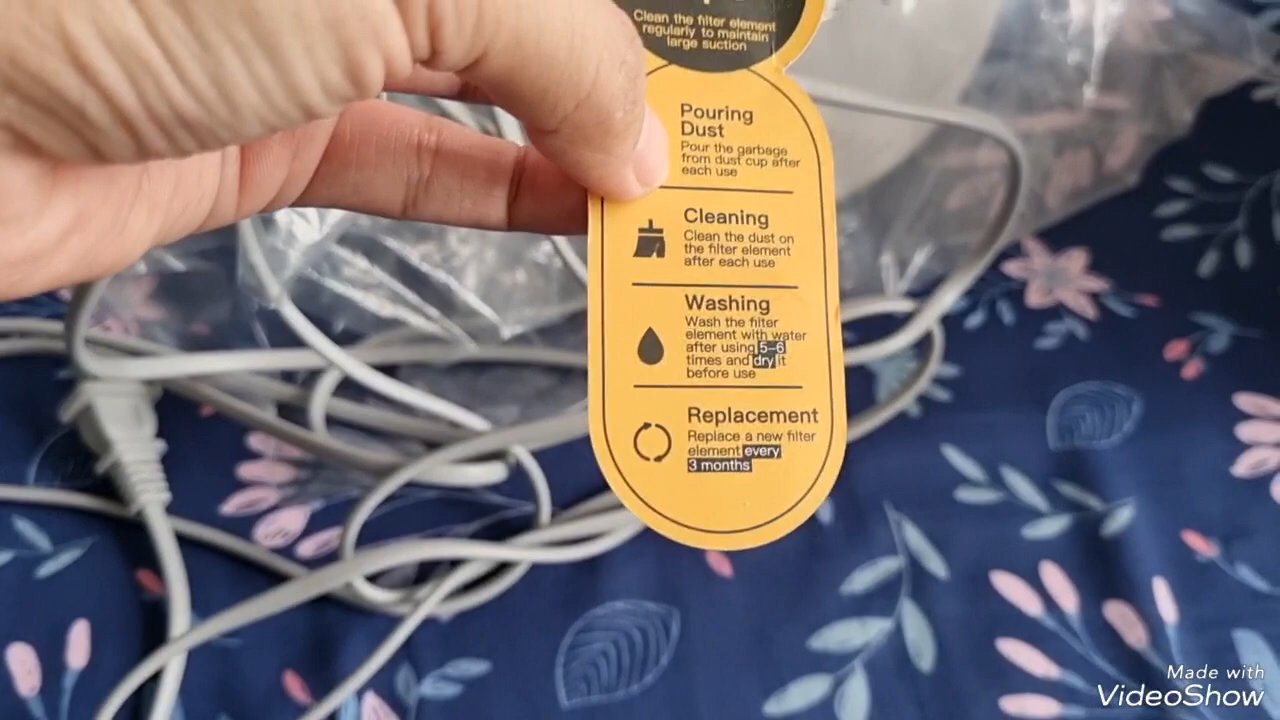 Clean the filter element
regularly to maintain
large suction
Pouring
Dust
Pour the garbage
from dust cup after
each use
Cleaning
Clean the dust on
the filter element
after each use
Washing
Wash the filter
element with water
after using 5-6
times and dry it
before use
Replacement
Replace a new filter
element every
3 months
Made with
VideoShow